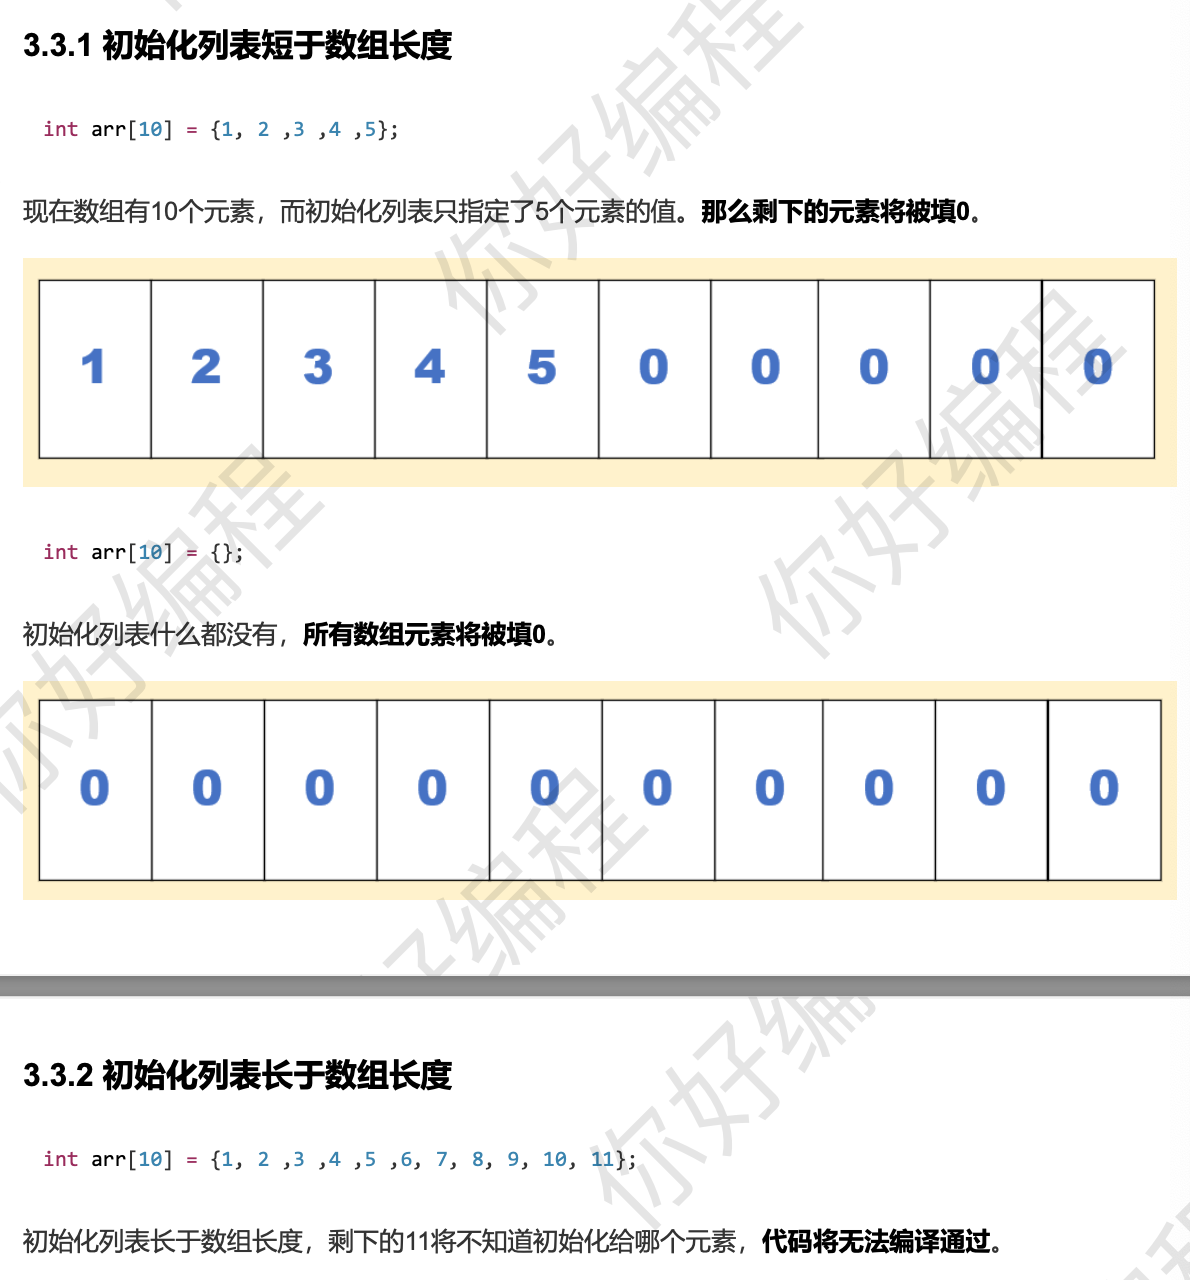 3.3.1 初始化列表短于数组长度
int arr[10] = {1, 2 ,3 ,4 ,5};
现在数组有10个元素，而初始化列表只指定了5个元素的值。那么剩下的元素将被填0。
1 2 3 4 5 0 0 0 0 0
int arr[10] = {};
初始化列表什么都没有，所有数组元素将被填0。
0 0 0 0 0 0 0 0 0 0
3.3.2 初始化列表长于数组长度
int arr[10] = {1, 2 ,3 ,4 ,5 ,6, 7, 8, 9, 10, 11};
初始化列表长于数组长度，剩下的11将不知道初始化给哪个元素，代码将无法编译通过。
你好编程
你好编程
你好编程
好编程
你好编
程